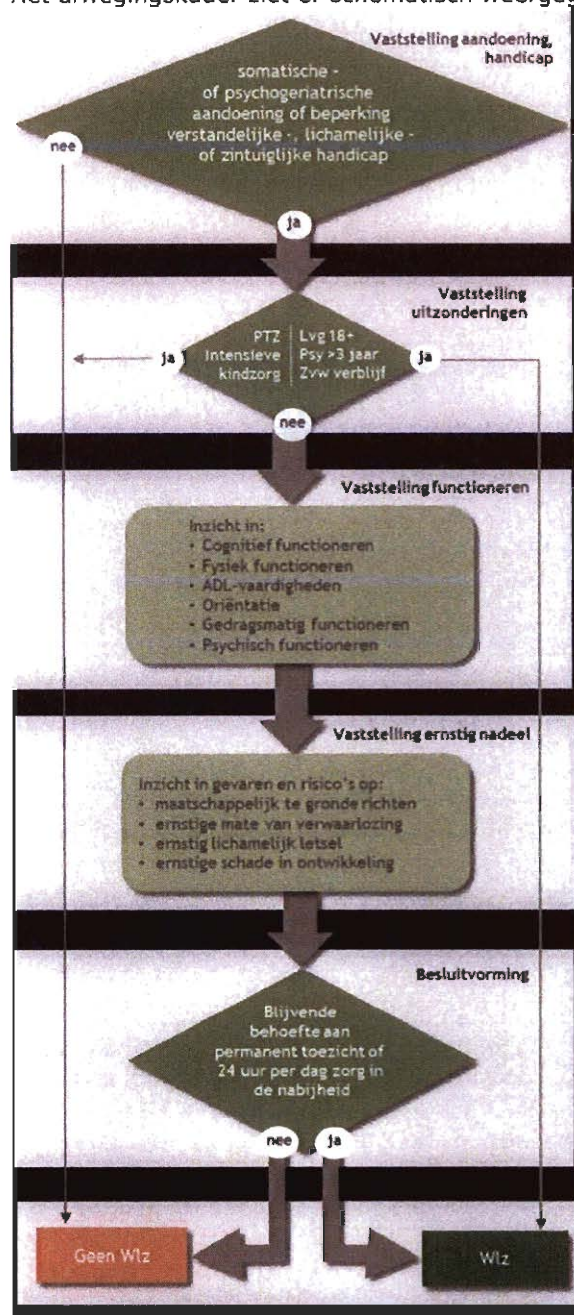 Het afwegingskader ziet er schematisch
Vaststelling aandoening,
handicap
somatische -
of psychogeriatrische
aandoening of beperking
verstandelijke -, lichamelijke -
of zintuiglijke handicap
nee
ja
Vaststelling
uitzonderingen
PTZ
Intensieve
kindzorg
Lvg 18+
Psy >3 jaar
Zvw verblijf
ja
ja
nee
Vaststelling functioneren
Inzicht in:
• Cognitief functioneren
• Fysiek functioneren
• ADL-vaardigheden
• Oriëntatie
• Gedragsmatig functioneren
• Psychisch functioneren
Vaststelling ernstig nadeel
Inzicht in gevaren en risico's op:
• maatschappelijk te gronde richten
• ernstige mate van verwaarlozing
• ernstig lichamelijk letsel
• ernstige schade in ontwikkeling
Besluitvorming
Blijvende
behoefte aan
permanent toezicht of
24 uur per dag zorg in
de nabijheid
nee
ja
Geen Wlz
Wlz